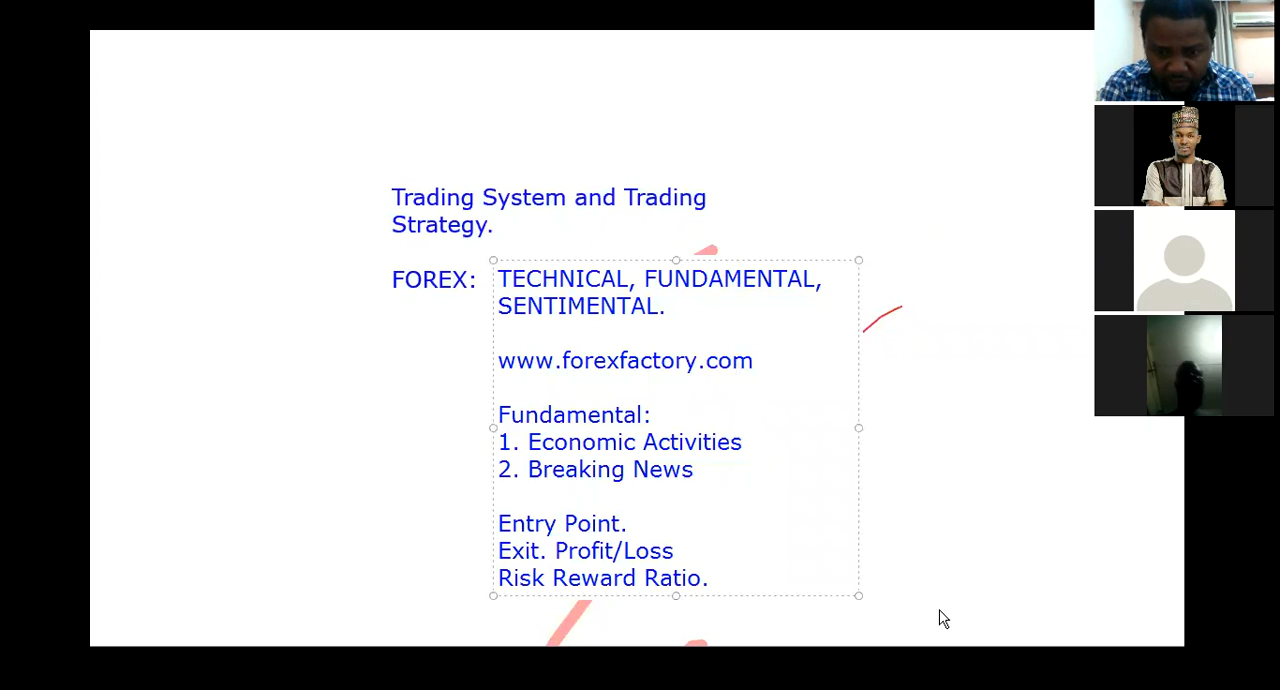 Trading System and Trading
Strategy.
FOREX: TECHNICAL, FUNDAMENTAL,
SENTIMENTAL.
www.forexfactory.com
Fundamental:
1. Economic Activities
2. Breaking News
Entry Point.
Exit. Profit/Loss
Risk Reward Ratio.